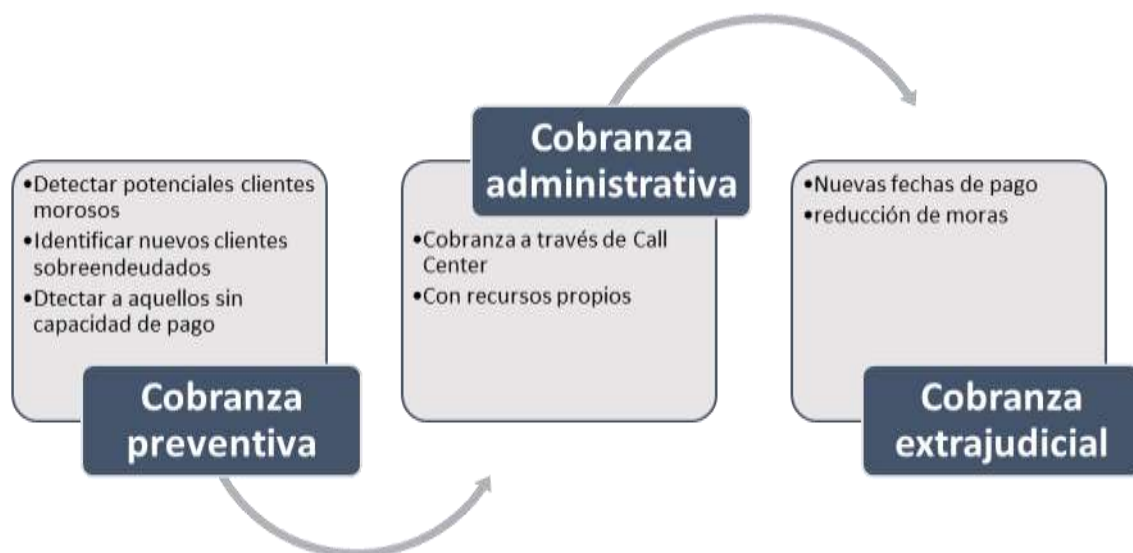 •Detectar potenciales clientes
morosos
•Identificar nuevos clientes
sobreendeudados
•Dtectar a aquellos sin
capacidad de pago
Cobranza
preventiva
Cobranza
administrativa
•Cobranza a través de Call
Center
•Con recursos propios
•Nuevas fechas de pago
•reducción de moras
Cobranza
extrajudicial